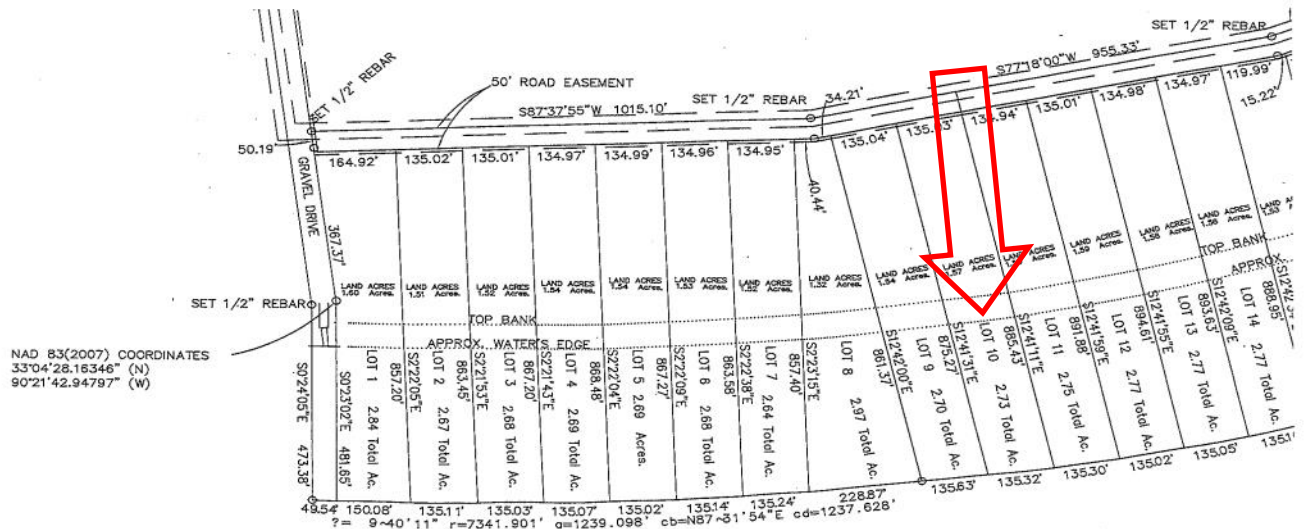 SET 1/2" REBAR
SET 1/2" REBAR
50' ROAD EASEMENT
SET 1/2" REBAR
34.21'
S77°18'00"W 955.33'
S87°37'55"W 1015.10'
50.19'
164.92'
135.02'
135.01'
134.97'
134.99'
134.96'
134.95'
40.44'
135.04'
134.94'
135.01'
134.98'
134.97'
119.99'
15.22'
GRAVEL DRIVE
367.37'
LAND ACRES
1.60 Acres.
LAND ACRES
1.51 Acres.
LAND ACRES
1.52 Acres.
LAND ACRES
1.54 Acres.
LAND ACRES
1.54 Acres.
LAND ACRES
1.53 Acres.
LAND ACRES
1.52 Acres.
LAND ACRES
LAND ACRES
1.54 Acres.
LAND ACRES
1.57 Acres.
LAND ACRES
1.59 Acres.
LAND ACRES
Acres.
LAND ACRES
1.56 Acres.
SET 1/2" REBAR
TOP BANK
TOP BANK
APPROX. WATER'S EDGE
APPROX.
NAD 83(2007) COORDINATES
33°04'28.16346" (N)
90°21'42.94797" (W)
S0°24'05"E 473.38'
S0°23'02"E 481.65'
LOT 1 2.84 Total Ac.
857.20'
S2°22'05"E
LOT 2 2.67 Total Ac.
863.45'
S2°21'53"E
LOT 3 2.68 Total Ac.
867.20'
S2°21'43"E
LOT 4 2.69 Total Ac.
868.48'
S2°22'04"E
LOT 5 2.69 Acres.
867.27'
S2°22'09"E
LOT 6 2.68 Total Ac.
863.58'
S2°22'38"E
LOT 7 2.64 Total Ac.
857.40'
S2°23'15"E
LOT 8 2.97 Total Ac.
861.37'
S12°42'00"E
LOT 9 2.70 Total Ac.
875.27'
S12°41'31"E
LOT 10 2.73 Total Ac.
865.43'
S12°41'11"E
LOT 11 2.75 Total Ac.
891.88'
S12°41'59"E
LOT 12 2.77 Total Ac.
894.61'
S12°41'55"E
LOT 13 2.77 Total Ac.
893.63'
S12°42'09"E
LOT 14 2.77 Total Ac.
888.95'
49.54'
150.08'
135.11'
135.03'
135.07'
135.02'
135.14'
135.24'
228.87'
135.63'
135.32'
135.30'
135.02'
135.05'
?= 9~40'11" r=7341.901' a=1239.098' cb=N87~31'54"E cd=1237.628'